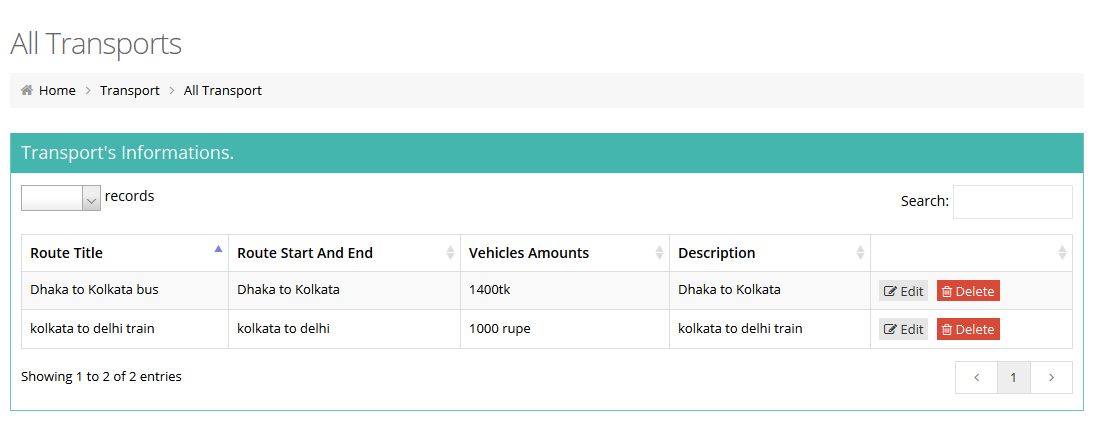 All Transports
Home > Transport > All Transport
Transport's Informations.
records
Search:
Route Title Route Start And End Vehicles Amounts Description
Dhaka to Kolkata bus Dhaka to Kolkata 1400tk Dhaka to Kolkata Edit Delete
kolkata to delhi train kolkata to delhi 1000 rupe kolkata to delhi train Edit Delete
Showing 1 to 2 of 2 entries < 1 >